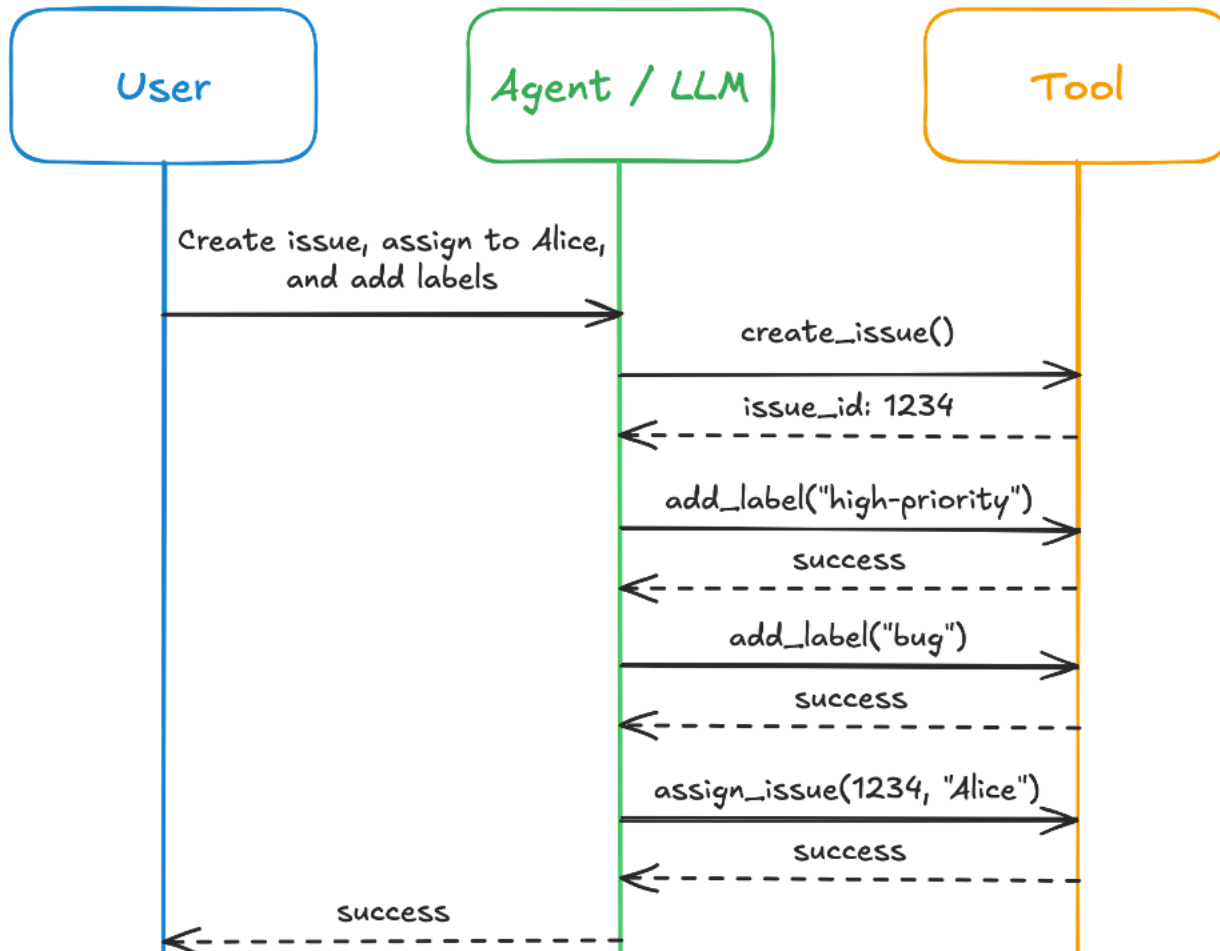 User
Agent / LLM
Tool
Create issue, assign to Alice,
and add labels
create_issue()
issue_id: 1234
add_label("high-priority")
success
add_label("bug")
success
assign_issue(1234, "Alice")
success
success